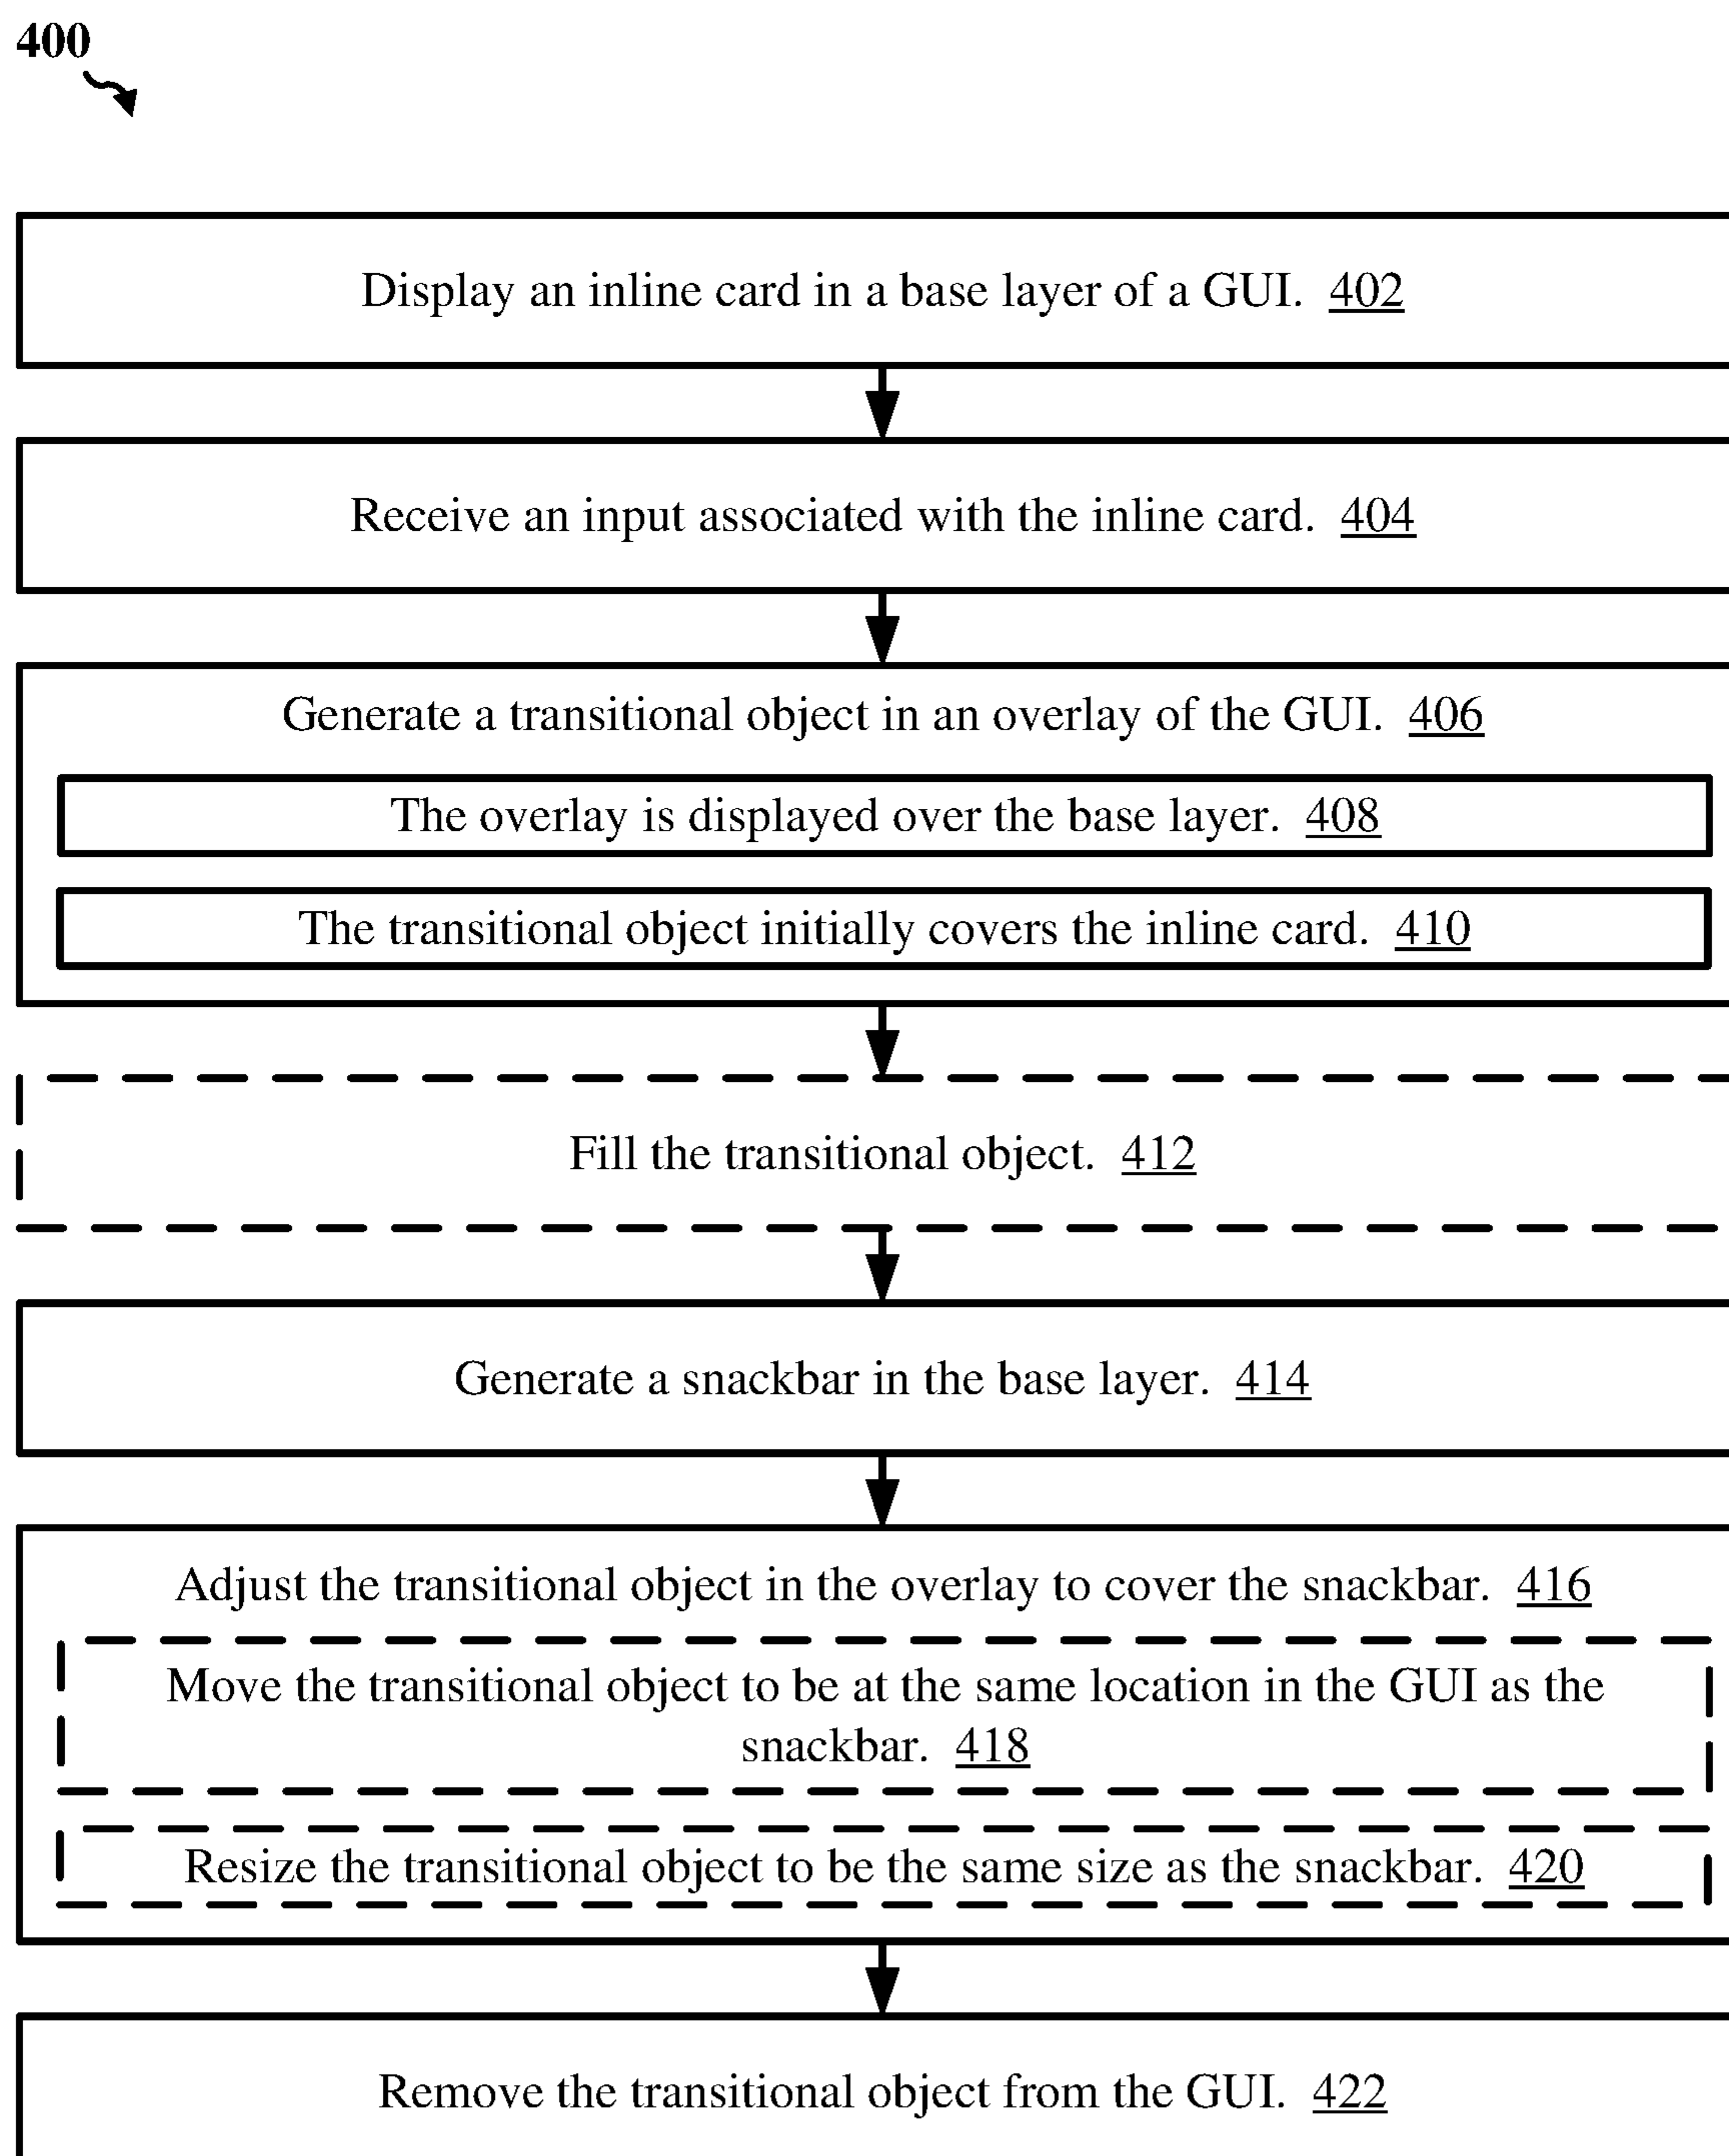 400
Display an inline card in a base layer of a GUI. 402
Receive an input associated with the inline card. 404
Generate a transitional object in an overlay of the GUI. 406
The overlay is displayed over the base layer. 408
The transitional object initially covers the inline card. 410
Fill the transitional object. 412
Generate a snackbar in the base layer. 414
Adjust the transitional object in the overlay to cover the snackbar. 416
Move the transitional object to be at the same location in the GUI as the
snackbar. 418
Resize the transitional object to be the same size as the snackbar. 420
Remove the transitional object from the GUI. 422